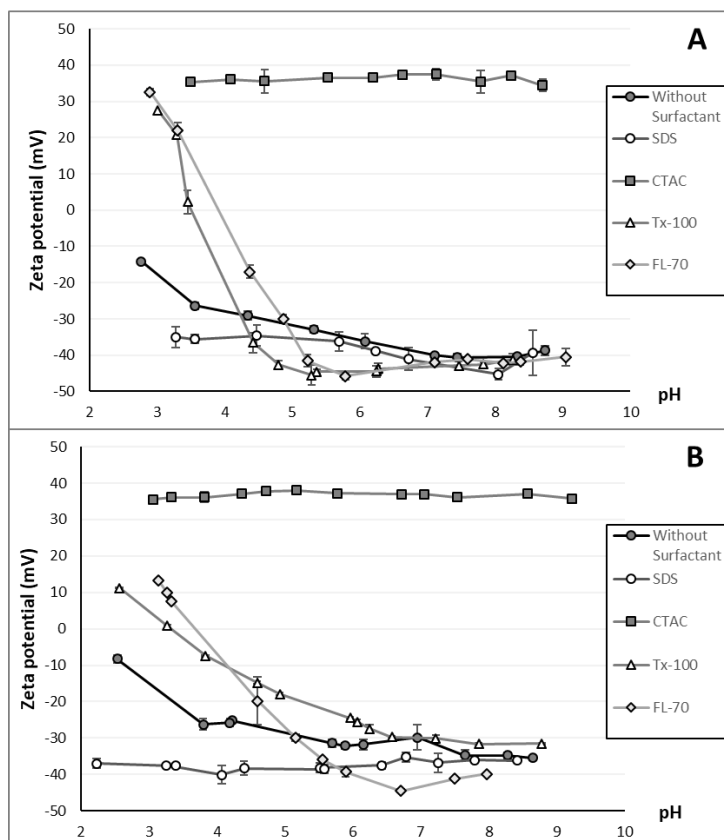 A
50
40
30
20
10
0
-10
-20
-30
-40
-50
Zeta potential (mV)
2 3 4 5 6 7 8 9 10
pH
Without
Surfactant
SDS
CTAC
Tx-100
FL-70
B
50
40
30
20
10
0
-10
-20
-30
-40
-50
Zeta potential (mV)
2 3 4 5 6 7 8 9 10
pH
Without
Surfactant
SDS
CTAC
Tx-100
FL-70